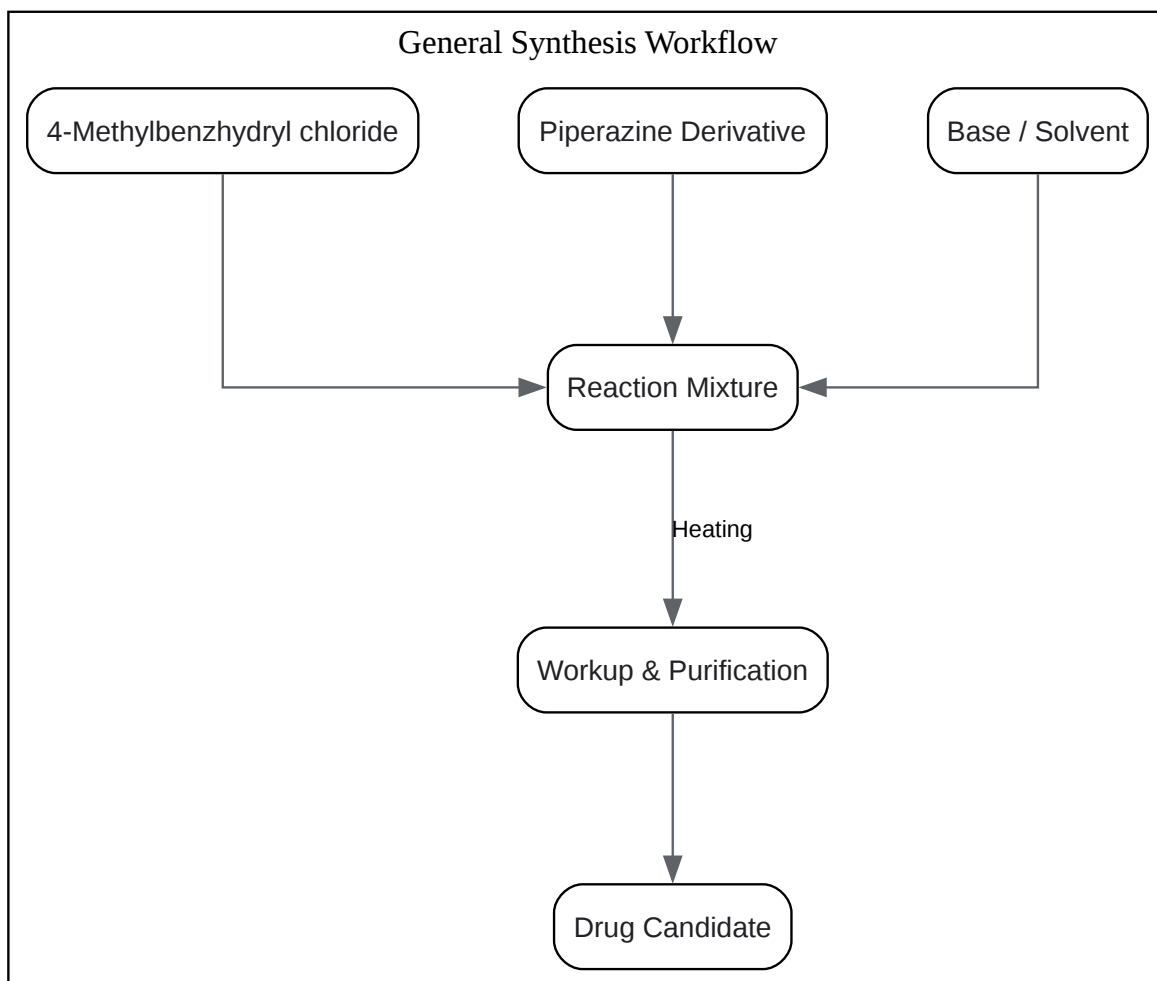 General Synthesis Workflow
4-Methylbenzhydryl chloride
Piperazine Derivative
Base / Solvent
Reaction Mixture
Heating
Workup & Purification
Drug Candidate